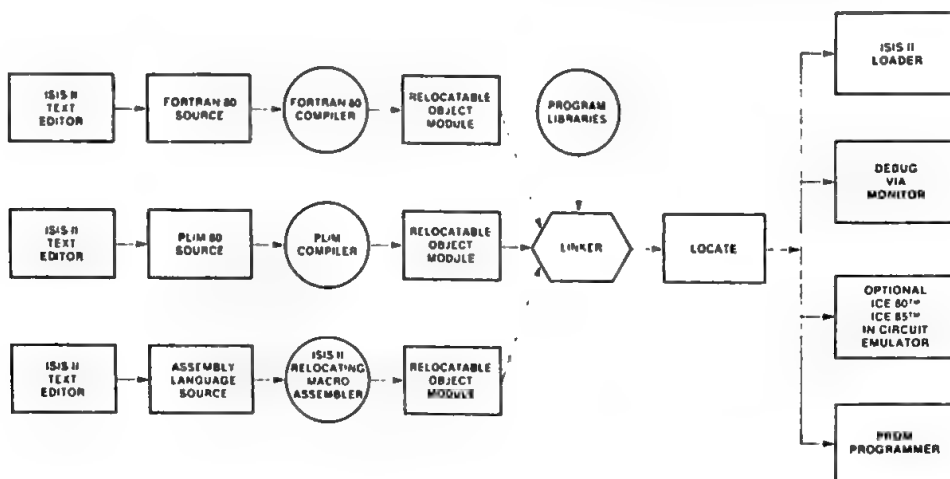 ISIS II
TEXT
EDITOR
FORTRAN 80
SOURCE
FORTRAN 80
COMPILER
RELOCATABLE
OBJECT
MODULE
PROGRAM
LIBRARIES
ISIS II
TEXT
EDITOR
PL/M 80
SOURCE
PL/M
COMPILER
RELOCATABLE
OBJECT
MODULE
LINKER
LOCATE
ISIS II
TEXT
EDITOR
ASSEMBLY
LANGUAGE
SOURCE
ISIS II
RELOCATING
MACRO
ASSEMBLER
RELOCATABLE
OBJECT
MODULE
ISIS II
LOADER
DEBUG
VIA
MONITOR
OPTIONAL
ICE 80™
ICE 85™
IN CIRCUIT
EMULATOR
PROM
PROGRAMMER